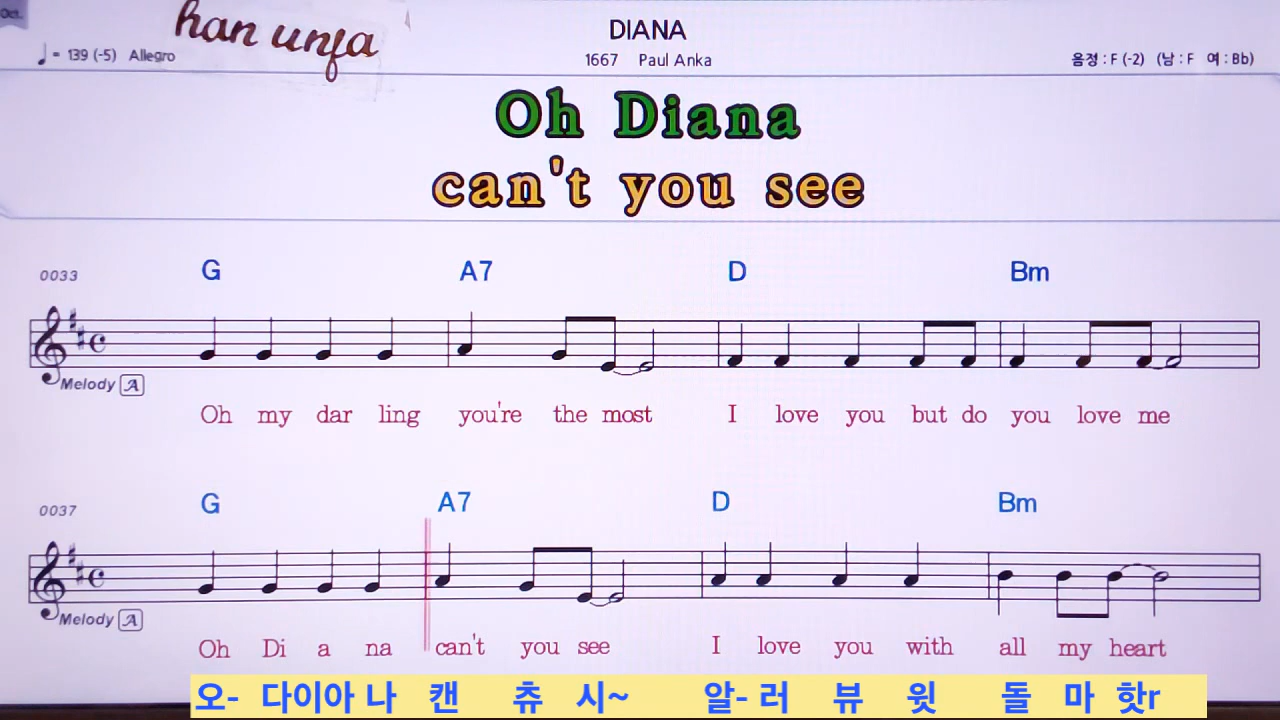 Oct.
han unja
♩ = 139 (-5) Allegro
DIANA
1667 Paul Anka
음정 : F (-2) (남 : F 여 : Bb)
Oh Diana
can't you see
0033
G A7 D Bm
Melody A
Oh my dar ling you're the most I love you but do you love me
0037
G A7 D Bm
Melody A
Oh Di a na can't you see I love you with all my heart
오- 다이아 나 캔 츄 시~ 알- 러 뷰 윗 돌 마 핫r